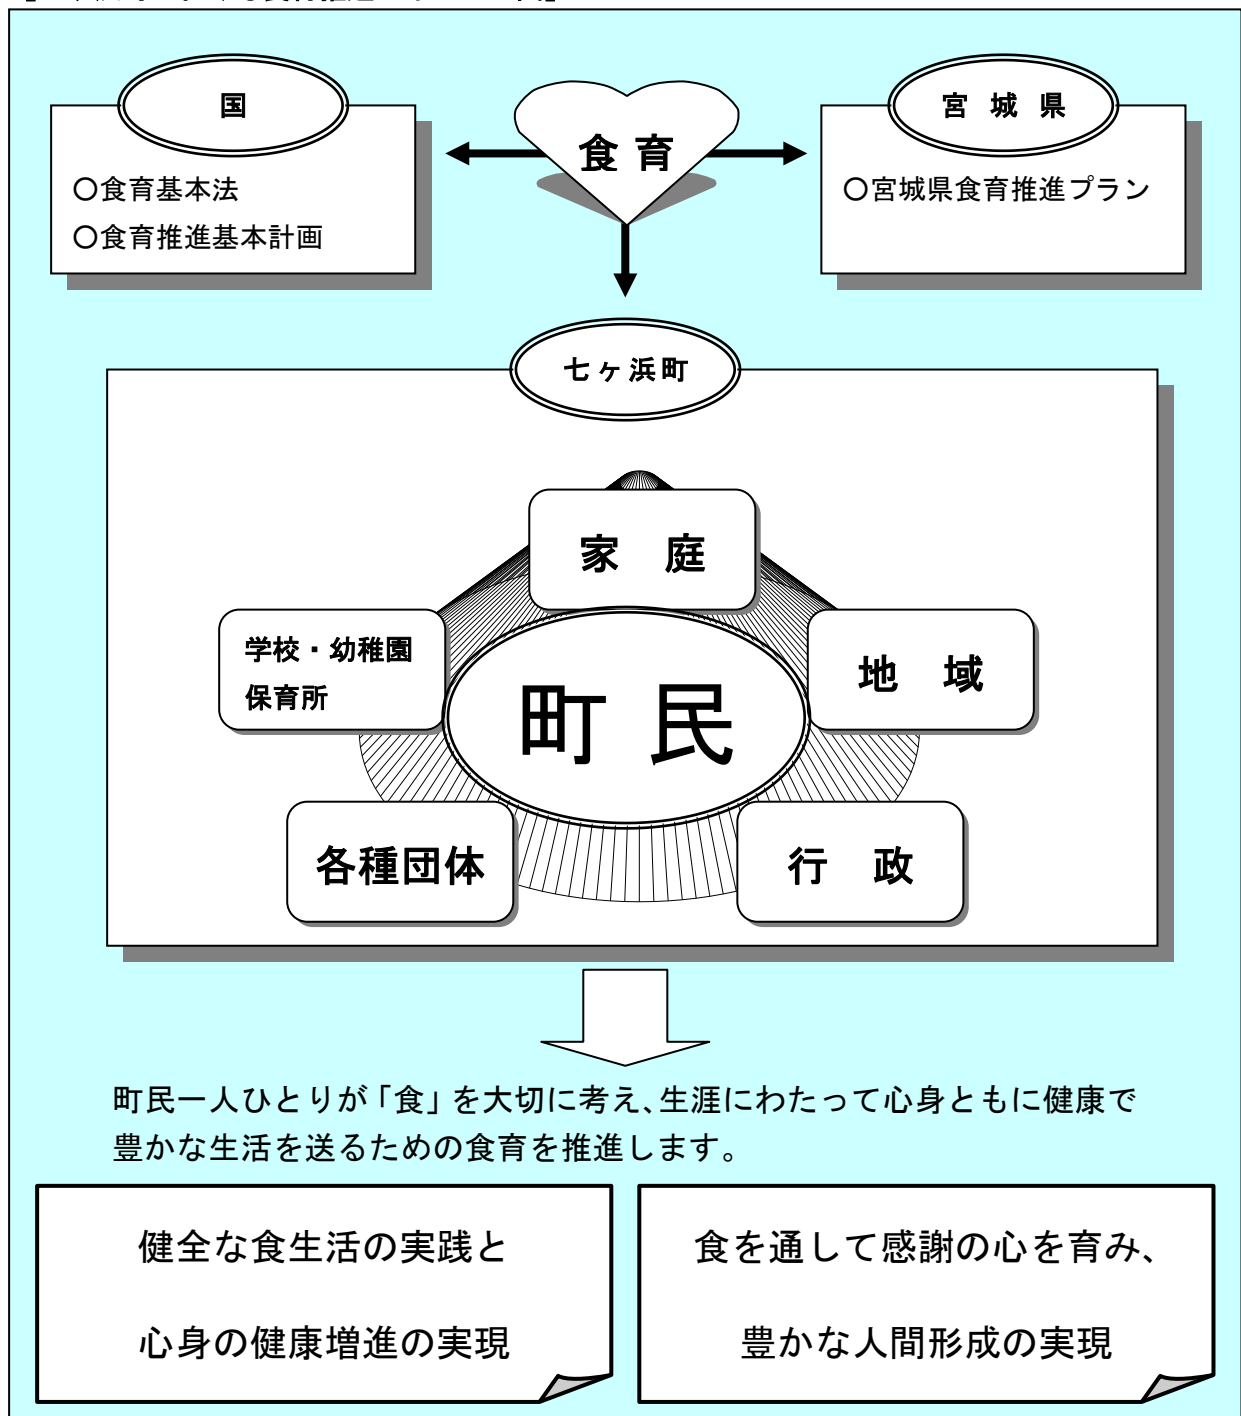 国
食育
宮城県
○食育基本法
○食育推進基本計画
○宮城県食育推進プラン
七ヶ浜町
家庭
学校・幼稚園
保育所
地域
町民
各種団体
行政
町民一人ひとりが「食」を大切に考え、生涯にわたって心身ともに健康で
豊かな生活を送るための食育を推進します。
健全な食生活の実践と
心身の健康増進の実現
食を通して感謝の心を育み、
豊かな人間形成の実現